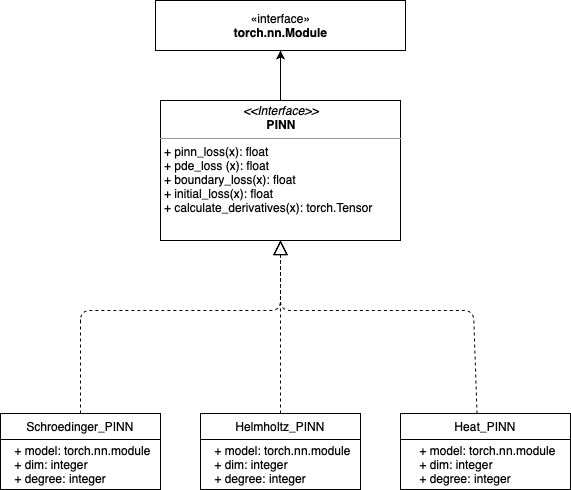 «interface»
torch.nn.Module
<<Interface>>
PINN
+ pinn_loss(x): float
+ pde_loss (x): float
+ boundary_loss(x): float
+ initial_loss(x): float
+ calculate_derivatives(x): torch.Tensor
Schroedinger_PINN
+ model: torch.nn.module
+ dim: integer
+ degree: integer
Helmholtz_PINN
+ model: torch.nn.module
+ dim: integer
+ degree: integer
Heat_PINN
+ model: torch.nn.module
+ dim: integer
+ degree: integer